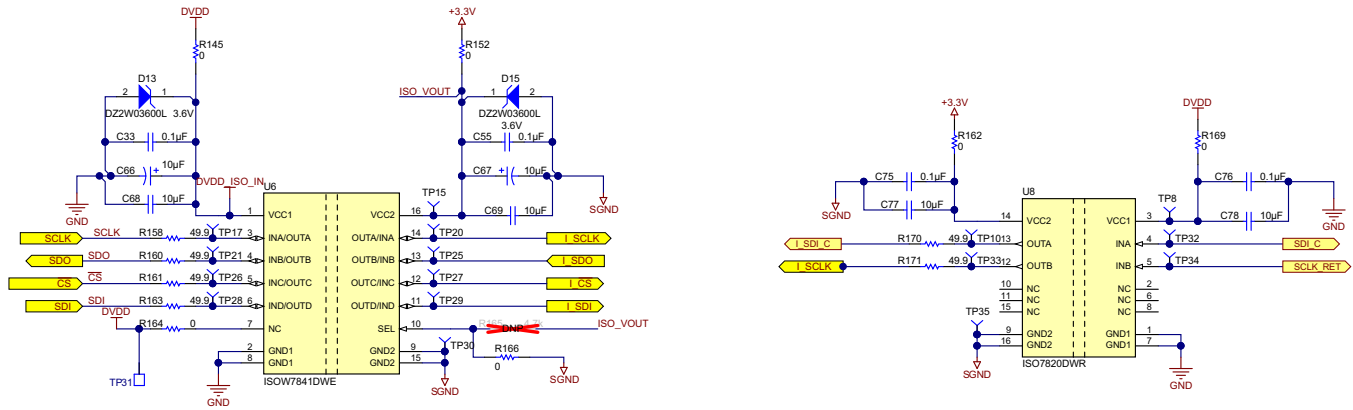 DVDD
R145
0
D13
2
1
DZ2W03600L 3.6V
C33
0.1µF
C66
+
10µF
C68
10µF
GND
DVDD_ISO_IN
+3.3V
R152
0
ISO_VOUT
D15
1
2
DZ2W03600L
3.6V
C55
0.1µF
C67
+
10µF
C69
10µF
SGND
U6
TP15
1
VCC1
VCC2
16
SCLK
SCLK
R158
49.9
TP17
3
INA/OUTA
OUTA/INA
14
TP20
I_SCLK
SDO
SDO
R160
49.9
TP21
4
INB/OUTB
OUTB/INB
13
TP25
I_SDO
CS
CS
R161
49.9
TP26
5
INC/OUTC
OUTC/INC
12
TP27
I_CS
SDI
SDI
R163
49.9
TP28
6
IND/OUTD
OUTD/IND
11
TP29
I_SDI
DVDD
R164
0
7
NC
SEL
10
R165
4.7k
DNP
ISO_VOUT
TP31
2
GND1
GND2
9
TP30
8
GND1
GND2
15
R166
0
SGND
GND
ISOW7841DWE
SGND
+3.3V
R162
0
C75
0.1µF
C77
10µF
SGND
DVDD
R169
0
C76
0.1µF
C78
10µF
GND
U8
TP8
14
VCC2
VCC1
3
I_SDI_C
R170
49.9
TP10
13
OUTA
INA
4
TP32
SDI_C
I_SCLK
R171
49.9
TP33
12
OUTB
INB
5
TP34
SCLK_RET
10
NC
NC
2
11
NC
NC
6
15
NC
NC
8
TP35
9
GND2
GND1
1
16
GND2
GND1
7
SGND
ISO7820DWR
GND